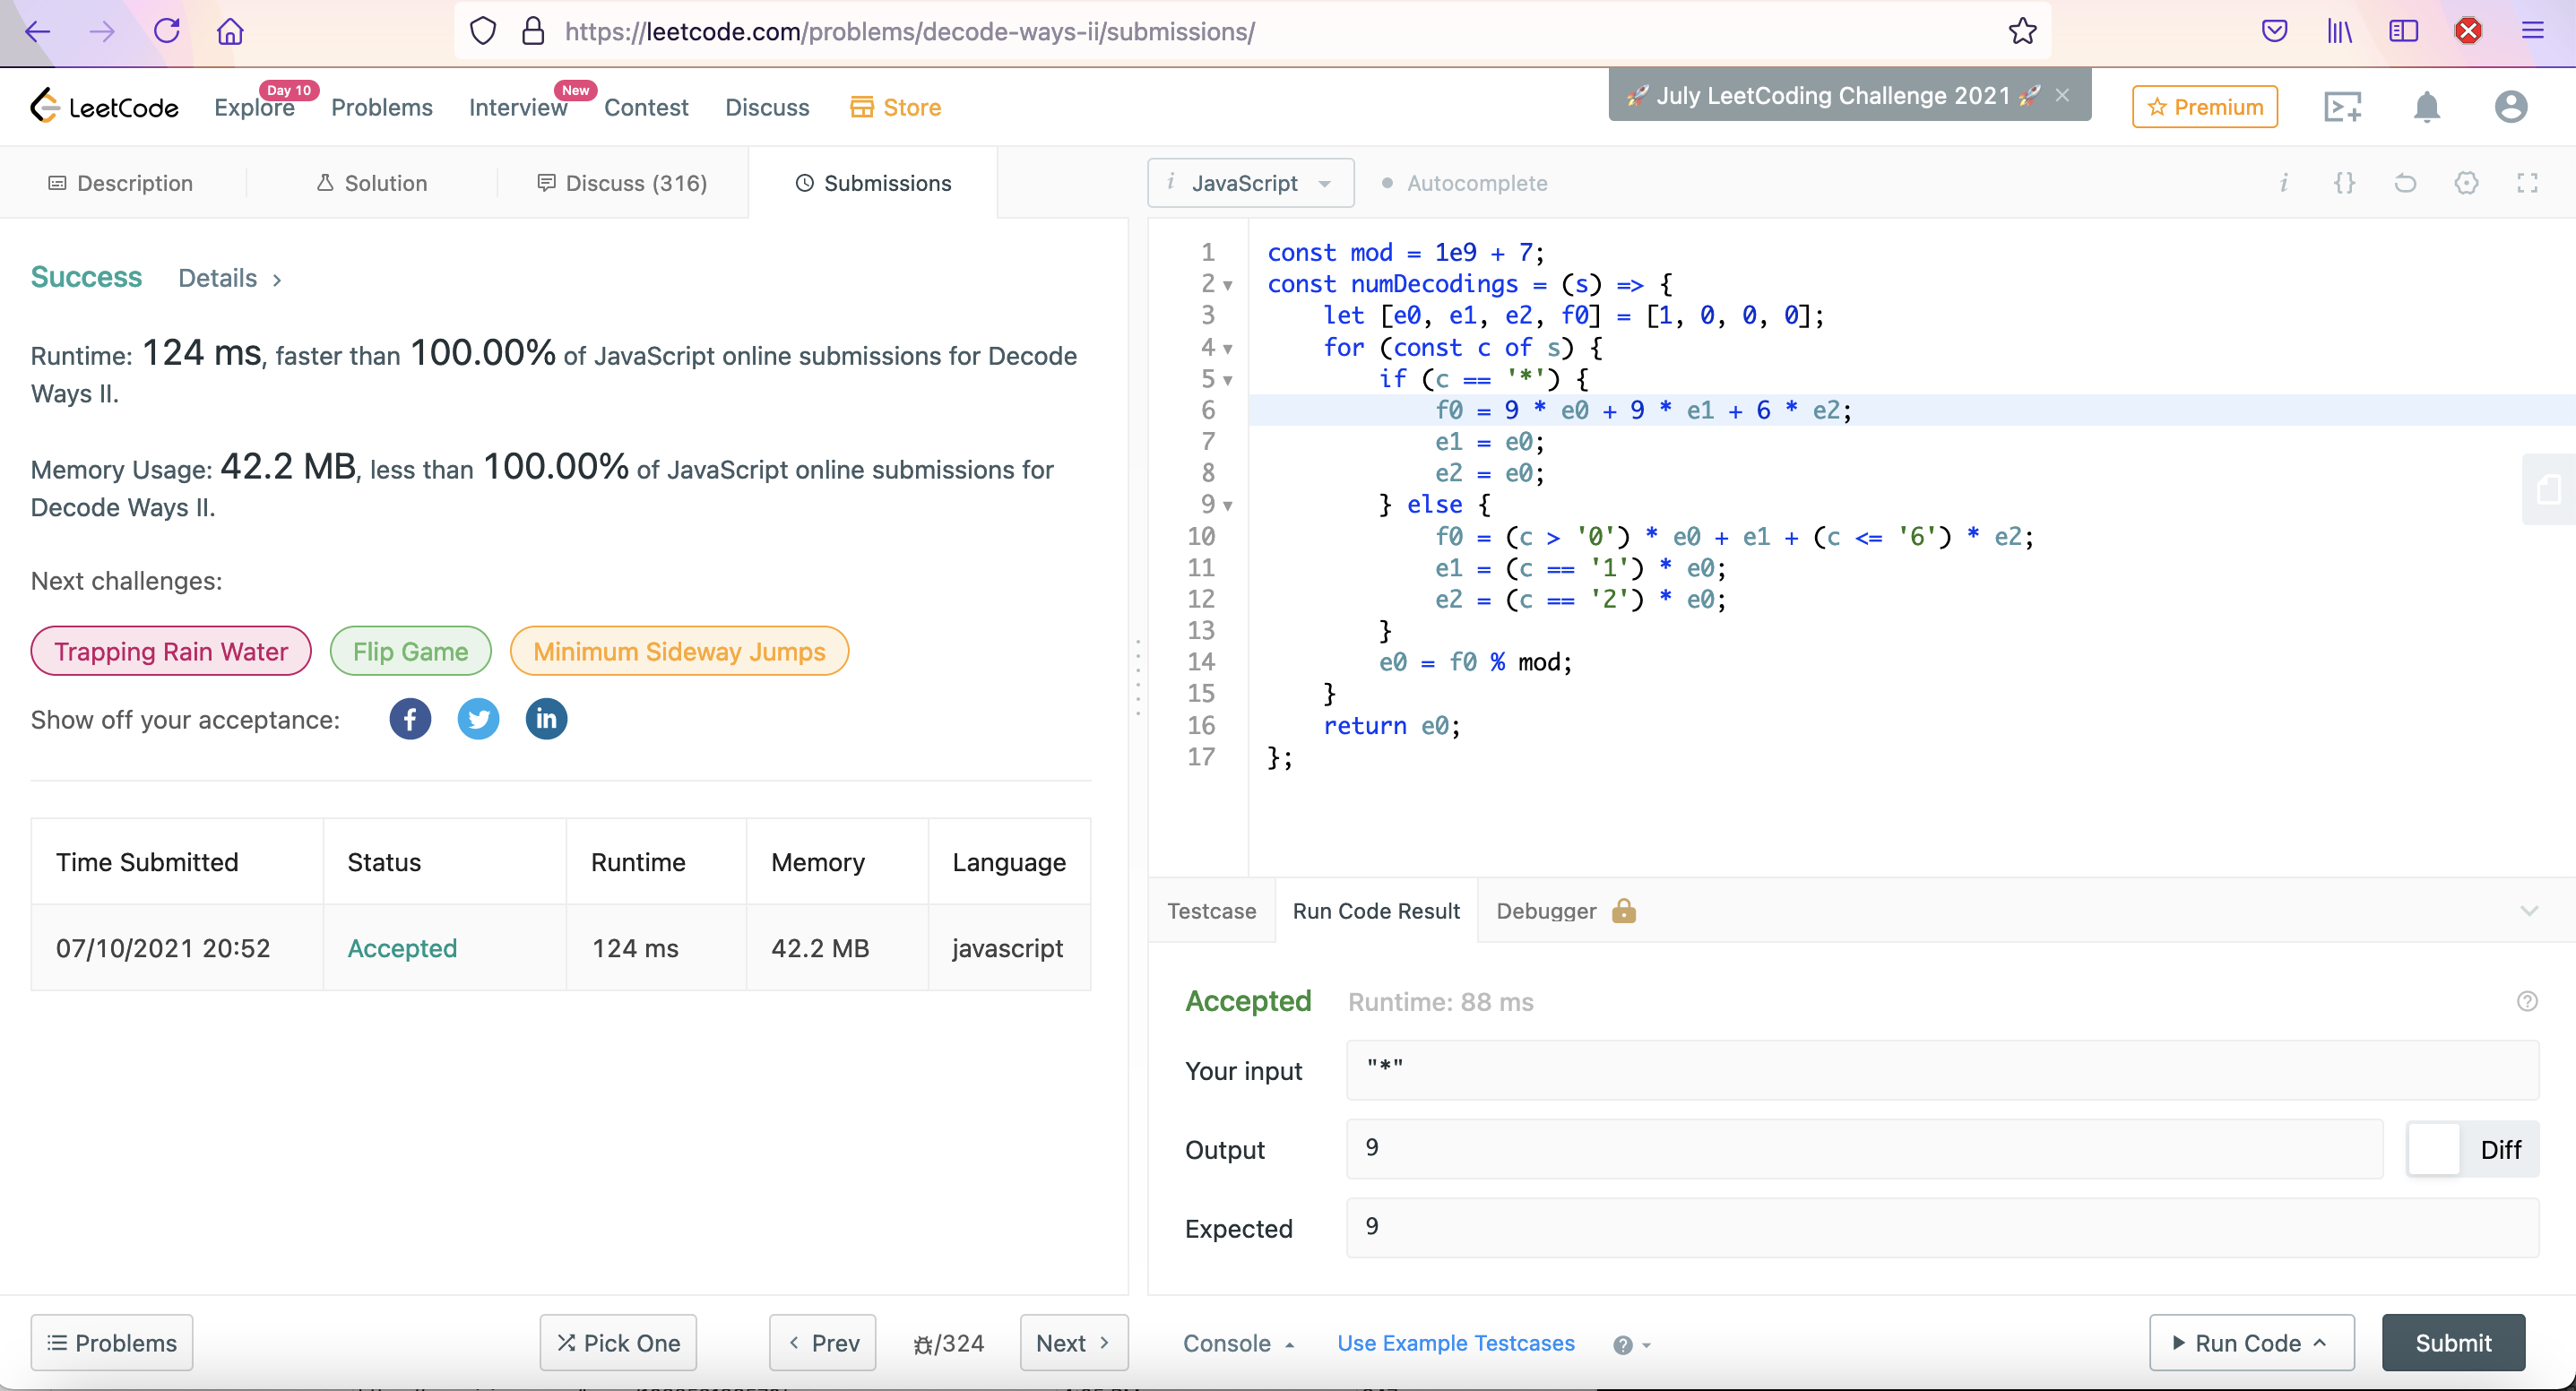 https://leetcode.com/problems/decode-ways-ii/submissions/
LeetCode
Explore
Day 10
Problems
Interview
New
Contest
Discuss
Store
🚀 July LeetCoding Challenge 2021 🚀
Premium
Description
Solution
Discuss (316)
Submissions
Success
Details
Runtime: 124 ms, faster than 100.00% of JavaScript online submissions for Decode
Ways II.
Memory Usage: 42.2 MB, less than 100.00% of JavaScript online submissions for
Decode Ways II.
Next challenges:
Trapping Rain Water
Flip Game
Minimum Sideway Jumps
Show off your acceptance:
Time Submitted Status Runtime Memory Language
07/10/2021 20:52 Accepted 124 ms 42.2 MB javascript
i JavaScript
Autocomplete
1 const mod = 1e9 + 7;
2 const numDecodings = (s) => {
3 let [e0, e1, e2, f0] = [1, 0, 0, 0];
4 for (const c of s) {
5 if (c == '*') {
6 f0 = 9 * e0 + 9 * e1 + 6 * e2;
7 e1 = e0;
8 e2 = e0;
9 } else {
10 f0 = (c > '0') * e0 + e1 + (c <= '6') * e2;
11 e1 = (c == '1') * e0;
12 e2 = (c == '2') * e0;
13 }
14 e0 = f0 % mod;
15 }
16 return e0;
17 };
Testcase
Run Code Result
Debugger
Accepted
Runtime: 88 ms
Your input
"*"
Output
9
Diff
Expected
9
Problems
Pick One
Prev
/324
Next
Console
Use Example Testcases
Run Code
Submit